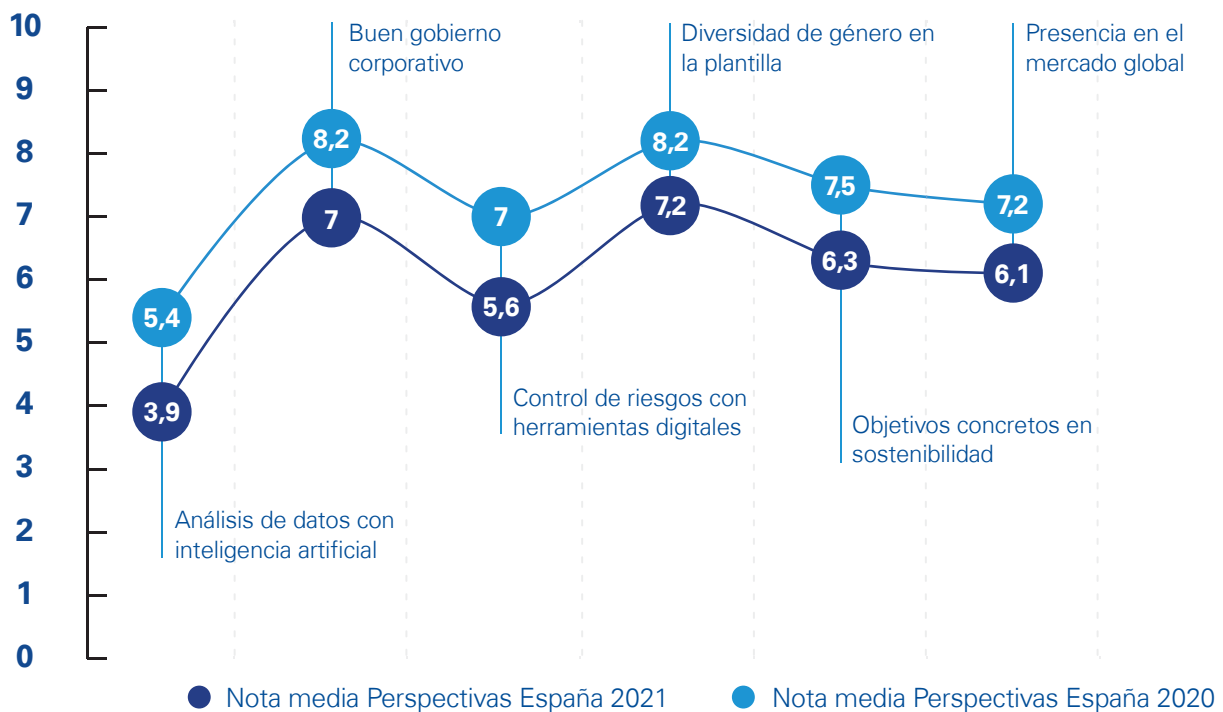 10
9
8
7
6
5
4
3
2
1
0
Buen gobierno
corporativo
Diversidad de género en
la plantilla
Presencia en el
mercado global
8,2
8,2
7,5
7
7,2
7
7,2
5,4
6,3
6,1
5,6
3,9
Control de riesgos con
herramientas digitales
Objetivos concretos en
sostenibilidad
Análisis de datos con
inteligencia artificial
Nota media Perspectivas España 2021
Nota media Perspectivas España 2020